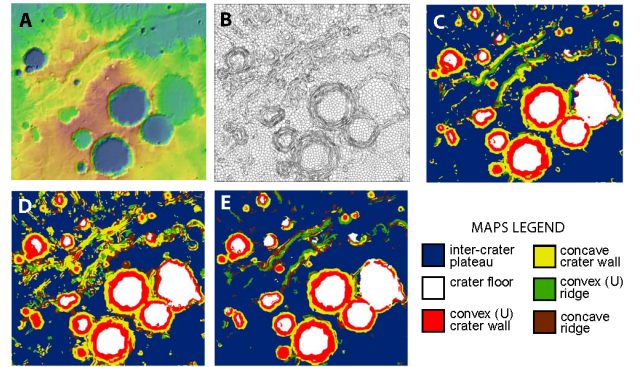 A
B
C
D
E
MAPS LEGEND
inter-crater
plateau
concave
crater wall
crater floor
convex (U)
ridge
convex (U)
crater wall
concave
ridge